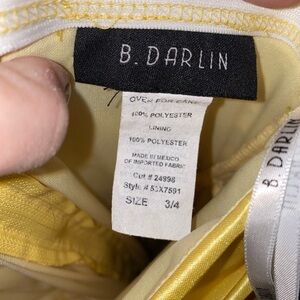 B. DARLIN
OVER FOR CARE
100% POLYESTER
LINING
100% POLYESTER
MADE IN MEXICO
OF IMPORTED FABRIC
Cut # 24998
Style # 53X7591
SIZE 3/4
B. DARLIN